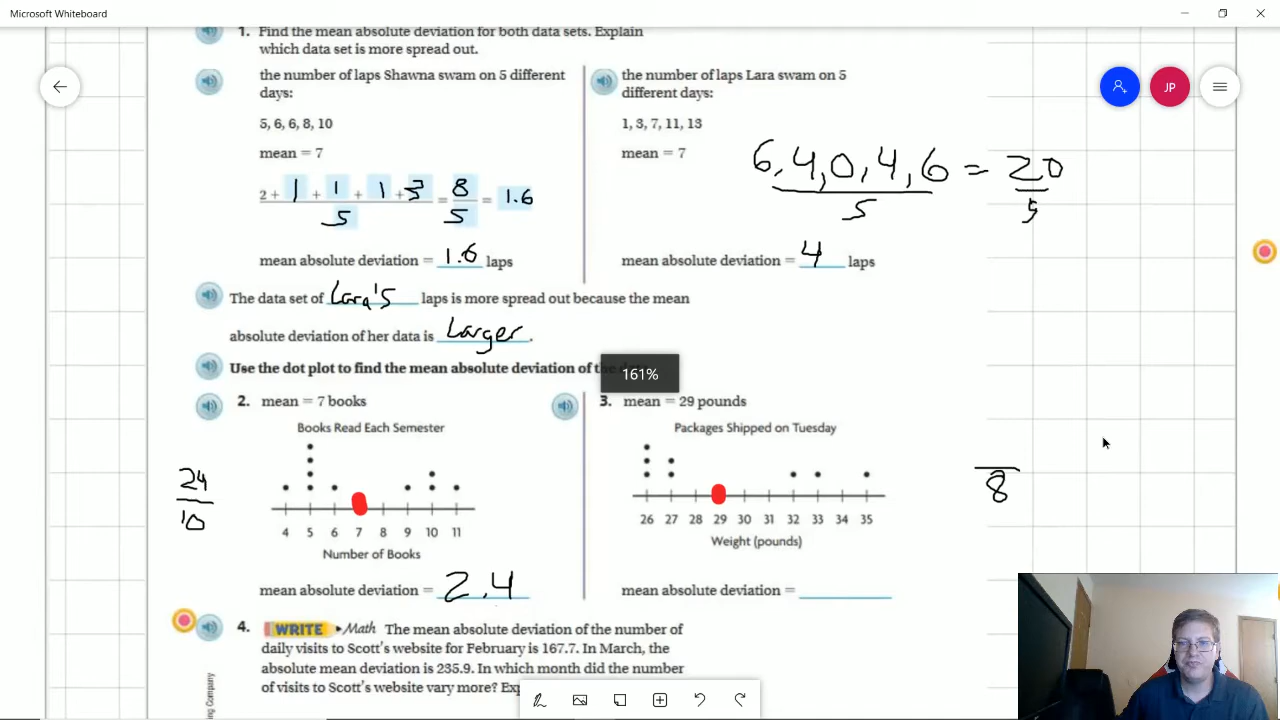 Microsoft Whiteboard
1. Find the mean absolute deviation for both data sets. Explain
which data set is more spread out.
the number of laps Shawna swam on 5 different
days:
5, 6, 6, 8, 10
mean = 7
2 + 1 + 1 + 1 + 3 = 8 = 1.6
5 5
mean absolute deviation = 1.6 laps
the number of laps Lara swam on 5
different days:
1, 3, 7, 11, 13
mean = 7
6, 4, 0, 4, 6 = 20
5 5
mean absolute deviation = 4 laps
JP
The data set of Lara's laps is more spread out because the mean
absolute deviation of her data is Larger.
Use the dot plot to find the mean absolute deviation of the
161%
2. mean = 7 books
Books Read Each Semester
24
10
4 5 6 7 8 9 10 11
Number of Books
mean absolute deviation = 2.4
3. mean = 29 pounds
Packages Shipped on Tuesday
8
26 27 28 29 30 31 32 33 34 35
Weight (pounds)
mean absolute deviation =
4. WRITE Math The mean absolute deviation of the number of
daily visits to Scott's website for February is 167.7. In March, the
absolute mean deviation is 235.9. In which month did the number
of visits to Scott's website vary more?
ing Company